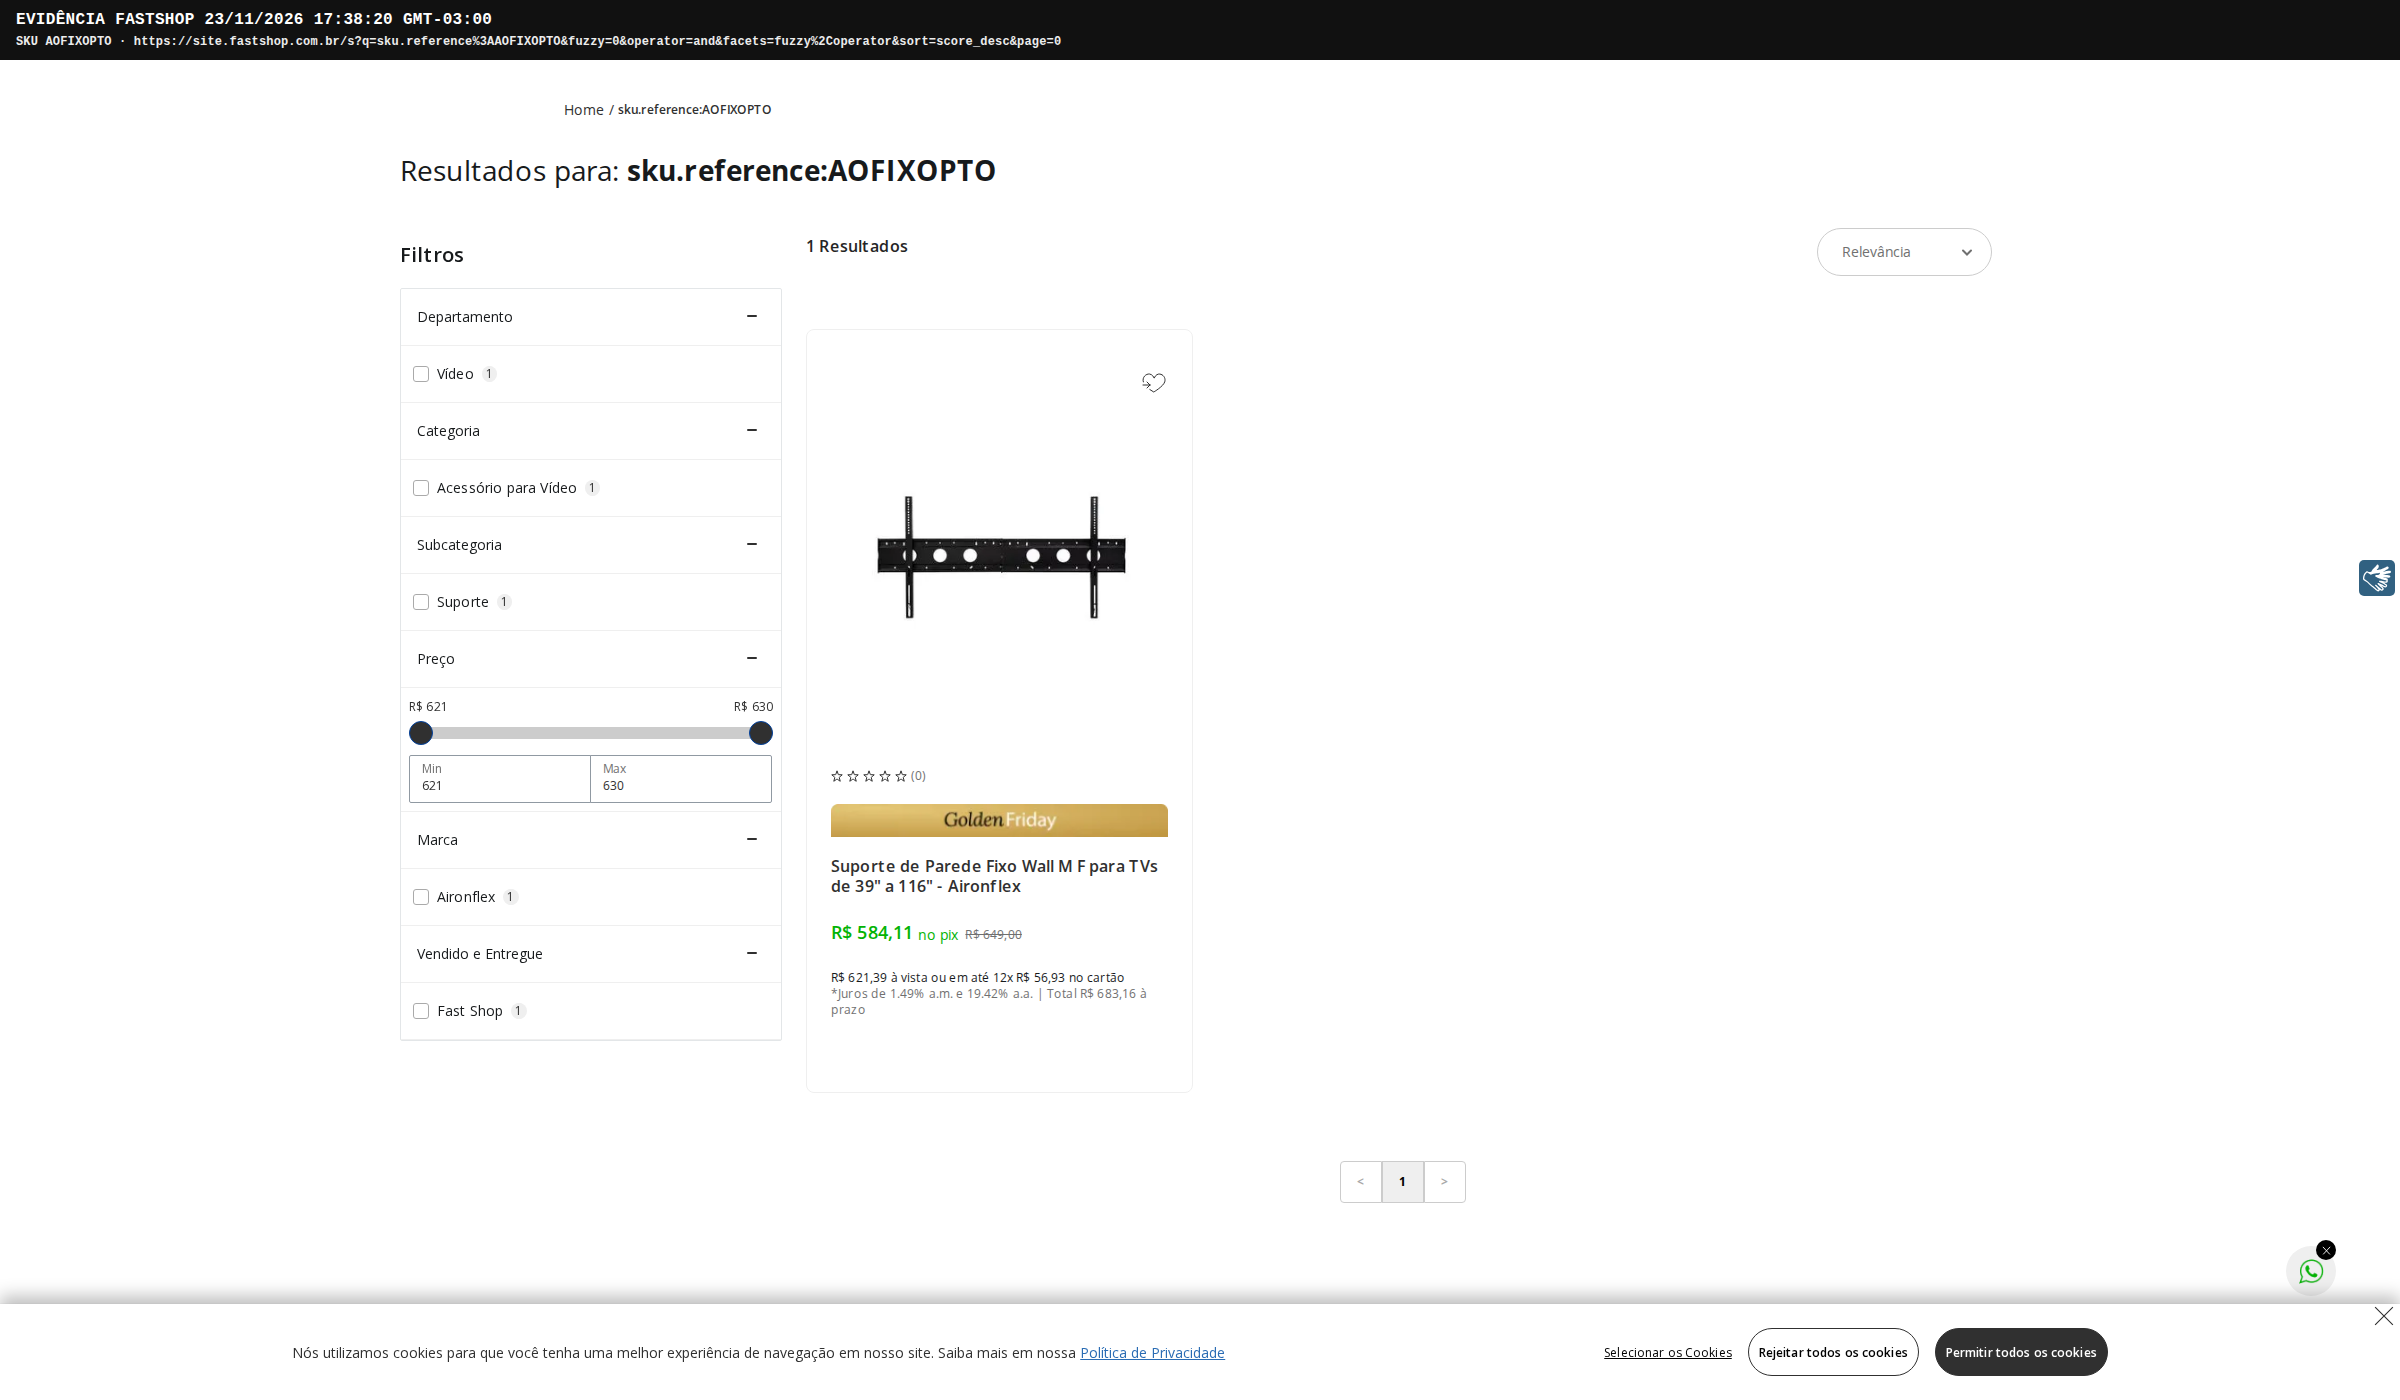 EVIDÊNCIA FASTSHOP 23/11/2026 17:38:20 GMT-03:00
SKU AOFIXOPTO · https://site.fastshop.com.br/s?q=sku.reference%3AAOFIXOPTO&fuzzy=0&operator=and&facets=fuzzy%2Coperator&sort=score_desc&page=0
Home / sku.reference:AOFIXOPTO
Resultados para: sku.reference:AOFIXOPTO
Filtros
1 Resultados
Relevância
Departamento
Vídeo 1
Categoria
Acessório para Vídeo 1
Subcategoria
Suporte 1
Preço
R$ 621 R$ 630
Min Max
621 630
Marca
Aironflex 1
Vendido e Entregue
Fast Shop 1
(0)
Golden Friday
Suporte de Parede Fixo Wall M F para TVs
de 39" a 116" - Aironflex
R$ 584,11 no pix R$ 649,00
R$ 621,39 à vista ou em até 12x R$ 56,93 no cartão
*Juros de 1.49% a.m. e 19.42% a.a. | Total R$ 683,16 à
prazo
< 1 >
Nós utilizamos cookies para que você tenha uma melhor experiência de navegação em nosso site. Saiba mais em nossa Política de Privacidade
Selecionar os Cookies
Rejeitar todos os cookies
Permitir todos os cookies